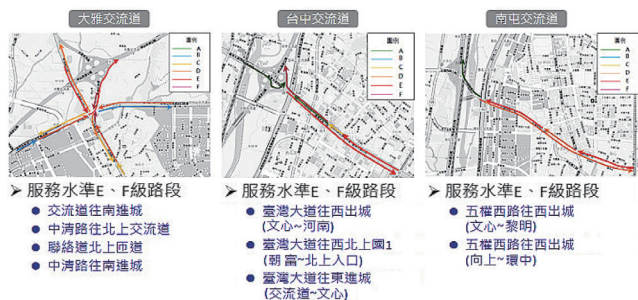 大雅交流道
台中交流道
南屯交流道
圖例
A
B
C
D
E
F
圖例
A
B
C
D
E
F
圖例
A
B
C
D
E
F
➤ 服務水準E、F級路段
● 交流道往南進城
● 中清路往北上交流道
● 聯絡道北上匝道
● 中清路往南進城
➤ 服務水準E、F級路段
● 臺灣大道往西出城
(文心~河南)
● 臺灣大道往西北上國1
(朝富~北上入口)
● 臺灣大道往東進城
(交流道~文心)
➤ 服務水準E、F級路段
● 五權西路往西出城
(文心~黎明)
● 五權西路往西出城
(向上~環中)